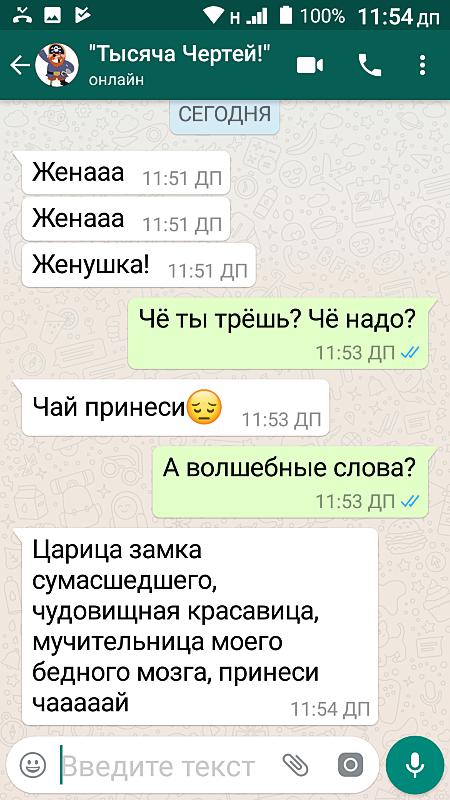 Н 100% 11:54 ДП
"Тысяча Чертей!"
онлайн
СЕГОДНЯ
Женааа 11:51 ДП
Женааа 11:51 ДП
Женушка! 11:51 ДП
Чё ты трёшь? Чё надо?
11:53 ДП
Чай принеси😔 11:53 ДП
А волшебные слова?
11:53 ДП
Царица замка
сумасшедшего,
чудовищная красавица,
мучительница моего
бедного мозга, принеси
чааааай 11:54 ДП
Введите текст